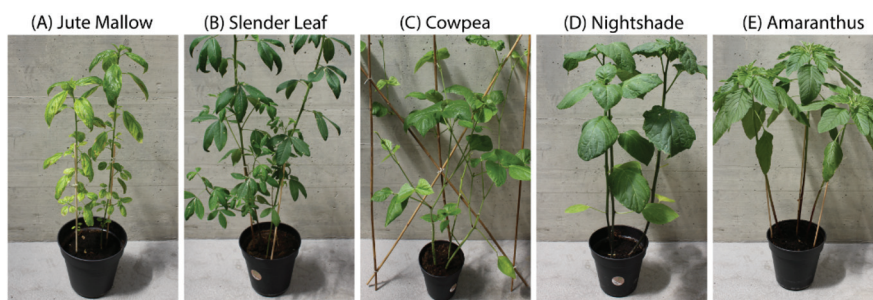 (A) Jute Mallow
(B) Slender Leaf
(C) Cowpea
(D) Nightshade
(E) Amaranthus